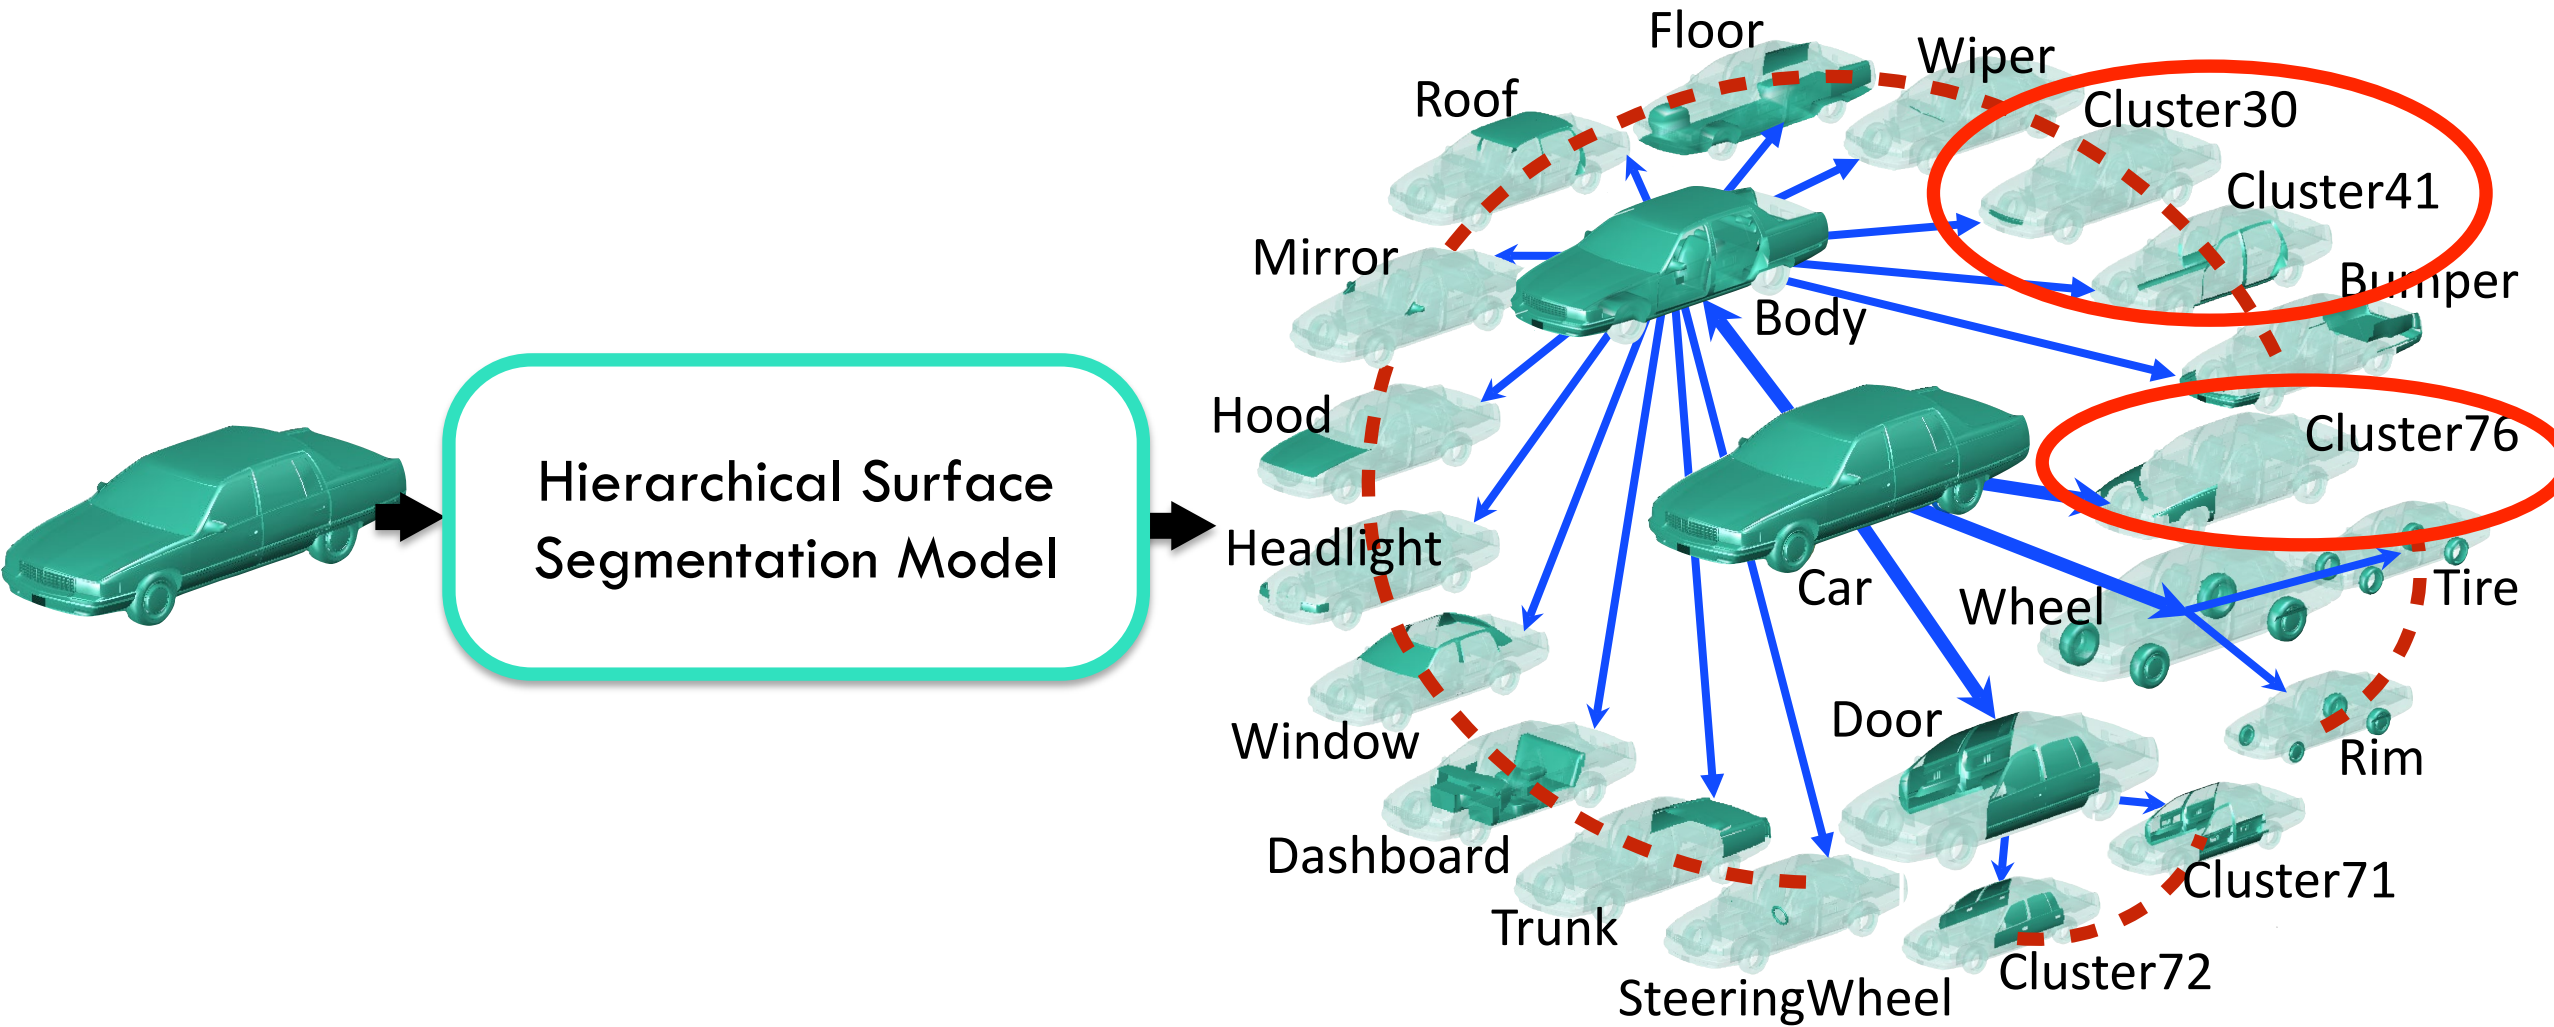 Hierarchical Surface
Segmentation Model
Floor
Wiper
Roof
Cluster30
Cluster41
Mirror
Bumper
Body
Hood
Cluster76
Headlight
Car
Wheel
Tire
Window
Door
Rim
Dashboard
Cluster71
Trunk
Cluster72
SteeringWheel